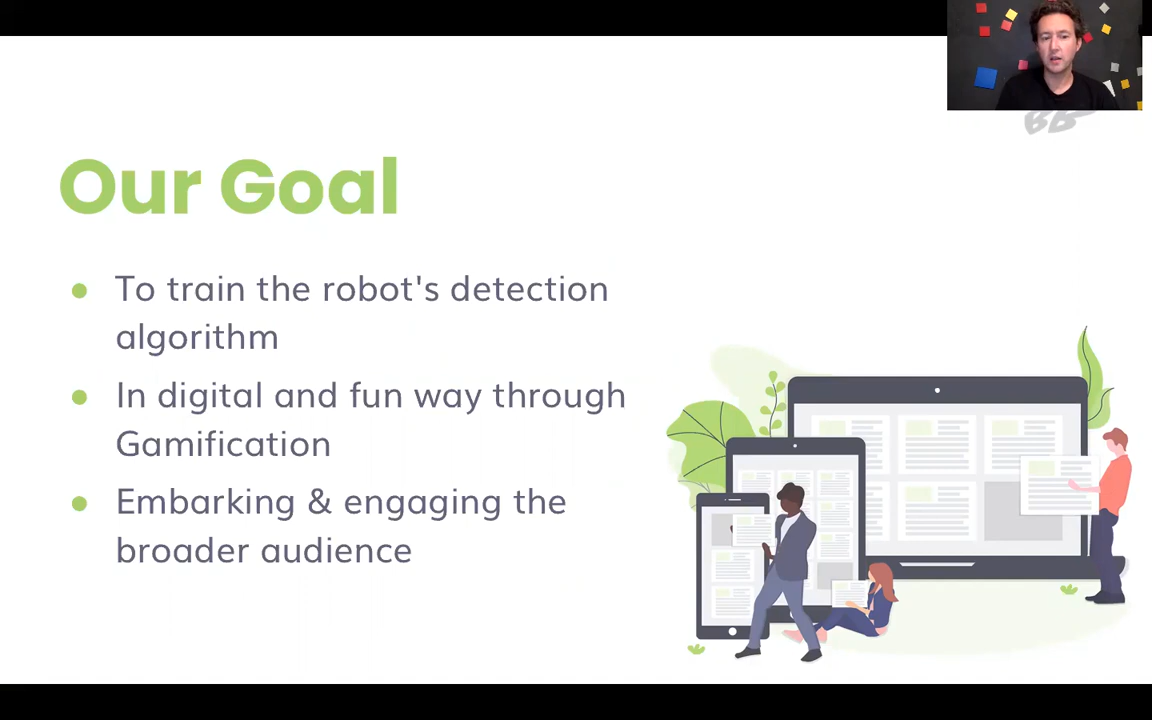 Our Goal
To train the robot's detection
algorithm
In digital and fun way through
Gamification
Embarking & engaging the
broader audience